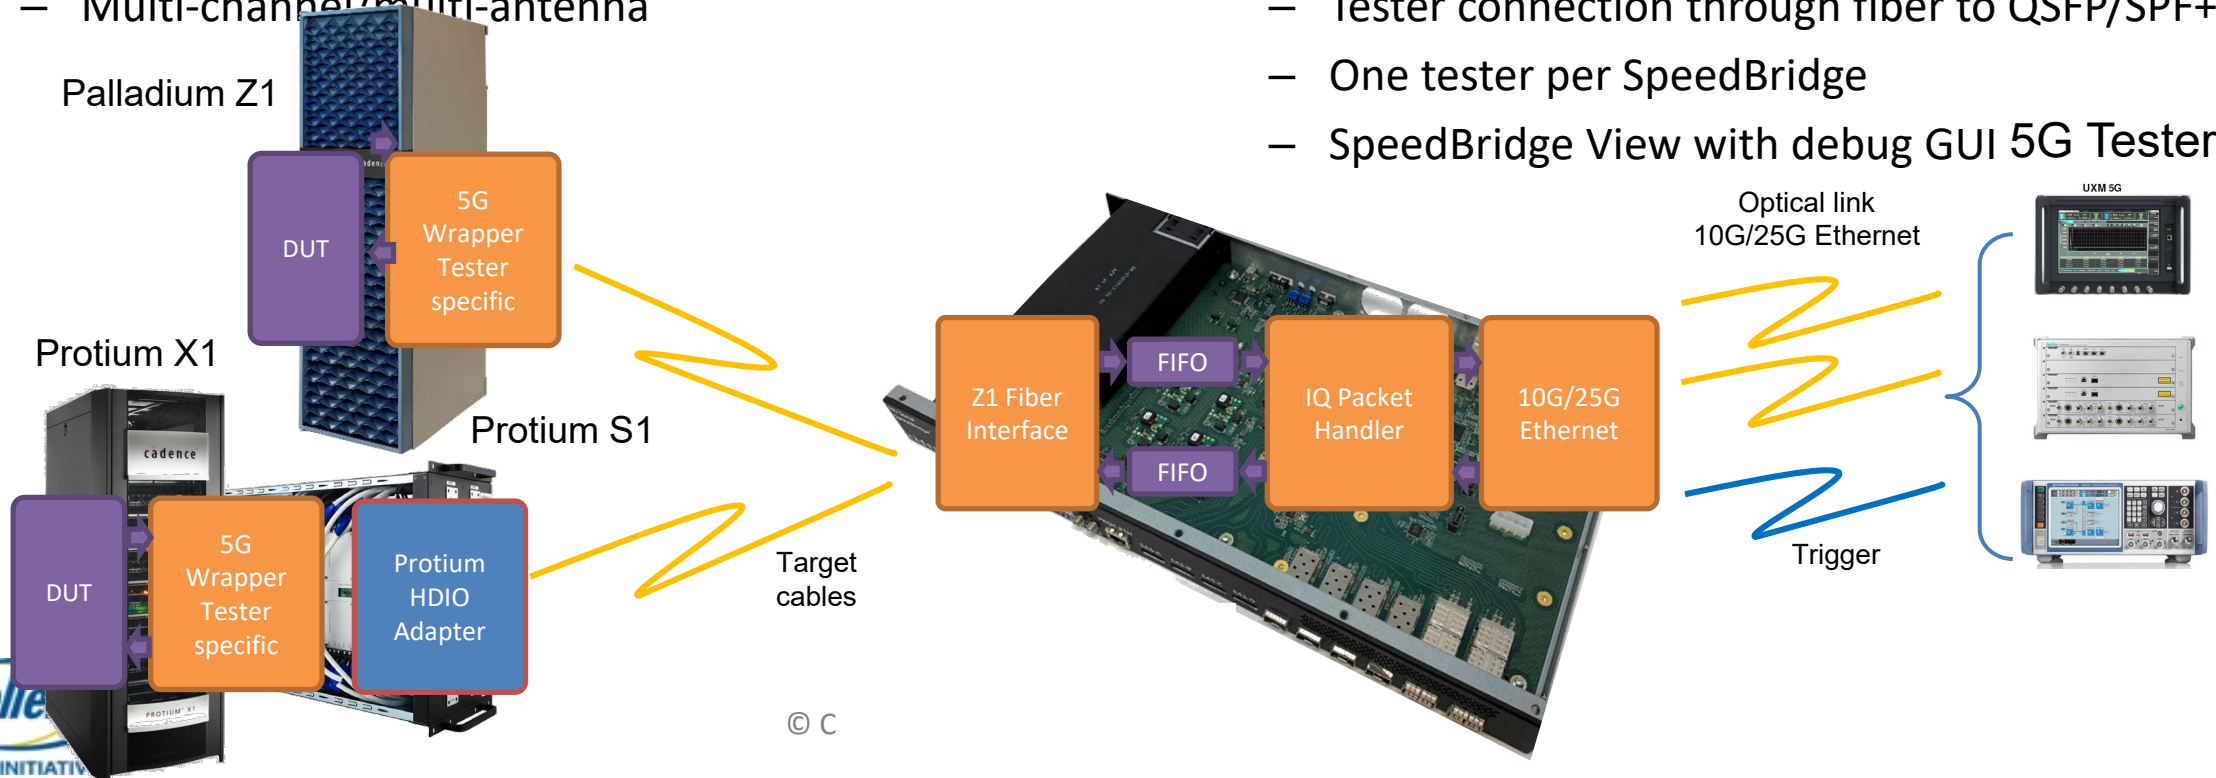 – Multi-channel/multi-antenna
– Tester connection through fiber to QSFP/SPF+
– One tester per SpeedBridge
– SpeedBridge View with debug GUI
5G Tester
Palladium Z1
DUT
5G
Wrapper
Tester
specific
Protium X1
Protium S1
cadence
DUT
5G
Wrapper
Tester
specific
Protium
HDIO
Adapter
PROTIUM X1
Target
cables
Z1 Fiber
Interface
FIFO
FIFO
IQ Packet
Handler
10G/25G
Ethernet
Optical link
10G/25G Ethernet
Trigger
UXM 5G
© C
INITIATIV